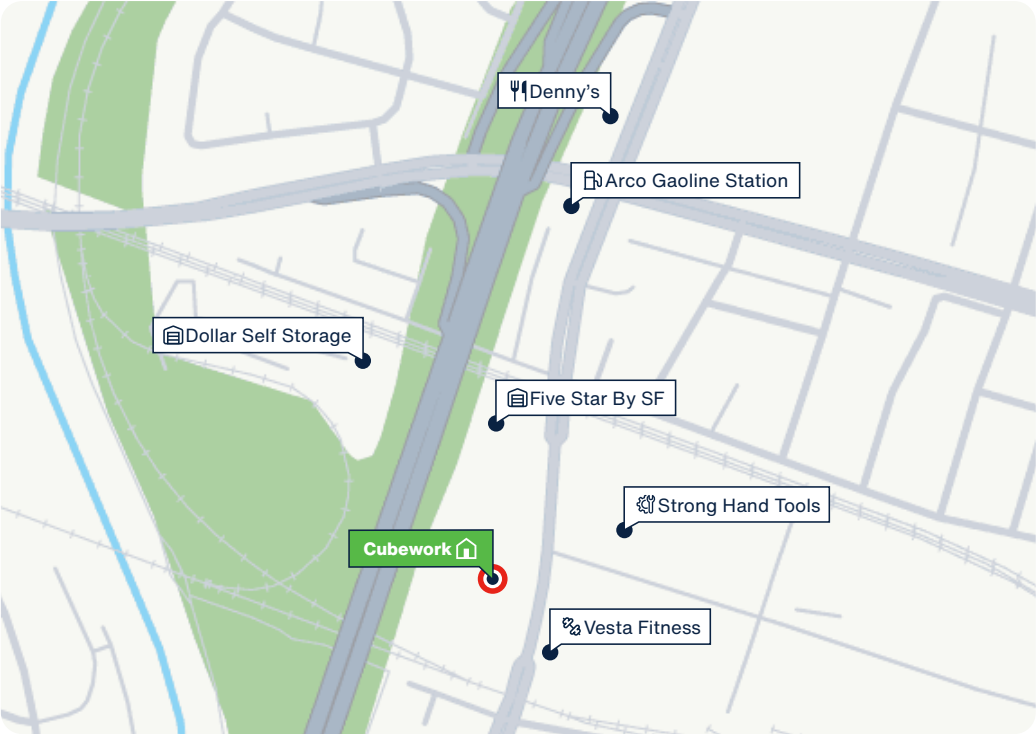 Denny’s
Arco Gaoline Station
Dollar Self Storage
Five Star By SF
Strong Hand Tools
Cubework
Vesta Fitness